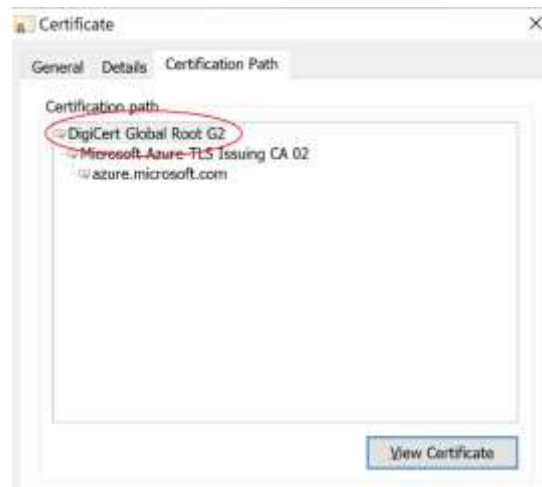 Certificate
General Details Certification Path
Certification path
DigiCert Global Root G2
Microsoft Azure TLS Issuing CA 02
azure.microsoft.com
View Certificate